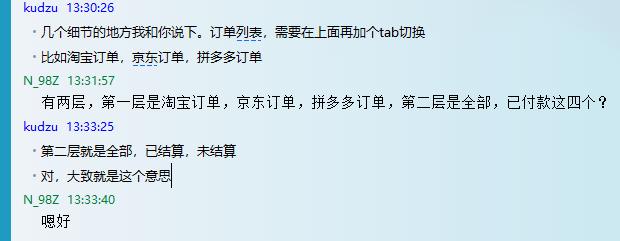 kudzu 13:30:26
• 几个细节的地方我和你说下。订单列表，需要在上面再加个tab切换
• 比如淘宝订单，京东订单，拼多多订单
N_98Z 13:31:57
有两层，第一层是淘宝订单，京东订单，拼多多订单，第二层是全部，已付款这四个？
kudzu 13:33:25
• 第二层就是全部，已结算，未结算
• 对，大致就是这个意思
N_98Z 13:33:40
嗯好